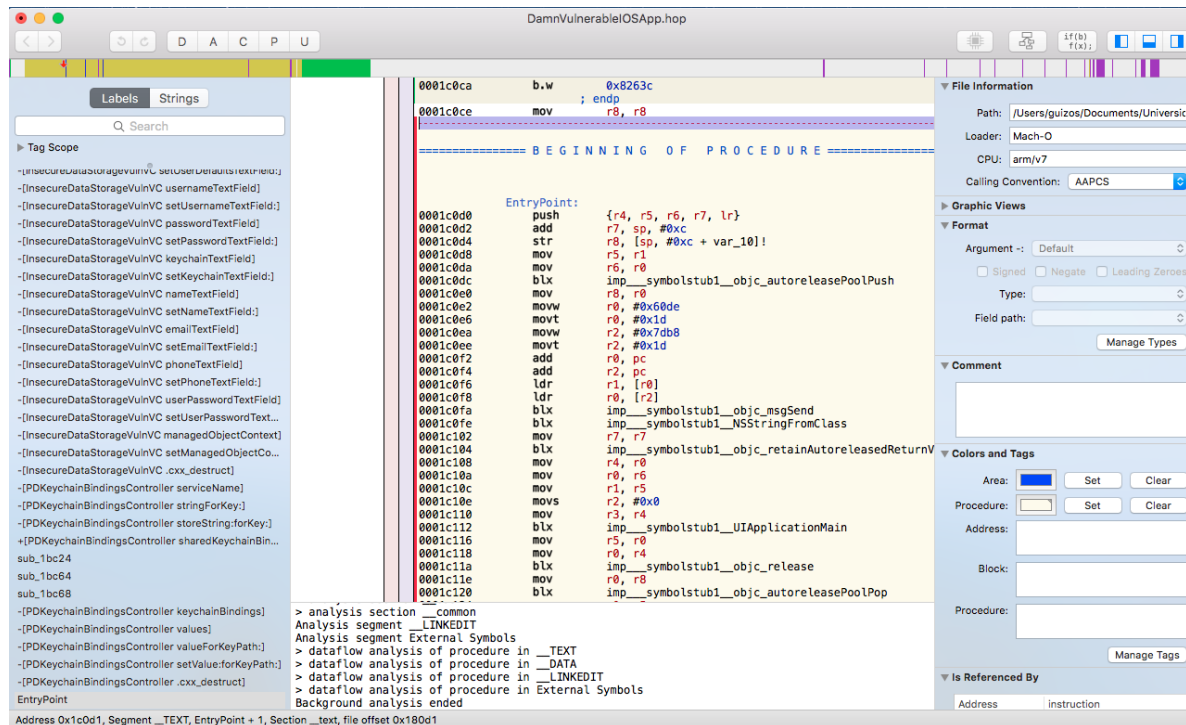 DamnVulnerableIOSApp.hop
D A C P U
if(b)
f(x);
Labels Strings
Search
Tag Scope
-[InsecureDataStorageVulnVC setUserDefaultsTextField:]
-[InsecureDataStorageVulnVC usernameTextField]
-[InsecureDataStorageVulnVC setUsernameTextField:]
-[InsecureDataStorageVulnVC passwordTextField]
-[InsecureDataStorageVulnVC setPasswordTextField:]
-[InsecureDataStorageVulnVC keychainTextField]
-[InsecureDataStorageVulnVC setKeychainTextField:]
-[InsecureDataStorageVulnVC nameTextField]
-[InsecureDataStorageVulnVC setNameTextField:]
-[InsecureDataStorageVulnVC emailTextField]
-[InsecureDataStorageVulnVC setEmailTextField:]
-[InsecureDataStorageVulnVC phoneTextField]
-[InsecureDataStorageVulnVC setPhoneTextField:]
-[InsecureDataStorageVulnVC userPasswordTextField]
-[InsecureDataStorageVulnVC setUserPasswordText...
-[InsecureDataStorageVulnVC managedObjectContext]
-[InsecureDataStorageVulnVC setManagedObjectCo...
-[InsecureDataStorageVulnVC .cxx_destruct]
-[PDKeychainBindingsController serviceName]
-[PDKeychainBindingsController stringForKey:]
-[PDKeychainBindingsController storeString:forKey:]
+[PDKeychainBindingsController sharedKeychainBin...
sub_1bc24
sub_1bc64
sub_1bc68
-[PDKeychainBindingsController keychainBindings]
-[PDKeychainBindingsController values]
-[PDKeychainBindingsController valueForKeyPath:]
-[PDKeychainBindingsController setValue:forKeyPath:]
-[PDKeychainBindingsController .cxx_destruct]
EntryPoint
0001c0ca b.w 0x8263c
; endp
0001c0ce mov r8, r8
================ B E G I N N I N G   O F   P R O C E D U R E ================
EntryPoint:
0001c0d0 push {r4, r5, r6, r7, lr}
0001c0d2 add r7, sp, #0xc
0001c0d4 str r8, [sp, #0xc + var_10]!
0001c0d8 mov r5, r1
0001c0da mov r6, r0
0001c0dc blx imp___symbolstub1__objc_autoreleasePoolPush
0001c0e0 mov r8, r0
0001c0e2 movw r0, #0x60de
0001c0e6 movt r0, #0x1d
0001c0ea movw r2, #0x7db8
0001c0ee movt r2, #0x1d
0001c0f2 add r0, pc
0001c0f4 add r2, pc
0001c0f6 ldr r1, [r0]
0001c0f8 ldr r0, [r2]
0001c0fa blx imp___symbolstub1__objc_msgSend
0001c0fe blx imp___symbolstub1__NSStringFromClass
0001c102 mov r7, r7
0001c104 blx imp___symbolstub1__objc_retainAutoreleasedReturnV
0001c108 mov r4, r0
0001c10a mov r0, r6
0001c10c mov r1, r5
0001c10e movs r2, #0x0
0001c110 mov r3, r4
0001c112 blx imp___symbolstub1__UIApplicationMain
0001c116 mov r5, r0
0001c118 mov r0, r4
0001c11a blx imp___symbolstub1__objc_release
0001c11e mov r0, r8
0001c120 blx imp___symbolstub1__objc_autoreleasePoolPop
> analysis section __common
Analysis segment __LINKEDIT
Analysis segment External Symbols
> dataflow analysis of procedure in __TEXT
> dataflow analysis of procedure in __DATA
> dataflow analysis of procedure in __LINKEDIT
> dataflow analysis of procedure in External Symbols
Background analysis ended
File Information
Path: /Users/guizos/Documents/Universid
Loader: Mach-O
CPU: arm/v7
Calling Convention: AAPCS
Graphic Views
Format
Argument -: Default
Signed Negate Leading Zeroes
Type:
Field path:
Manage Types
Comment
Colors and Tags
Area: Set Clear
Procedure: Set Clear
Address:
Block:
Procedure:
Manage Tags
Is Referenced By
Address instruction
Address 0x1c0d1, Segment __TEXT, EntryPoint + 1, Section __text, file offset 0x180d1